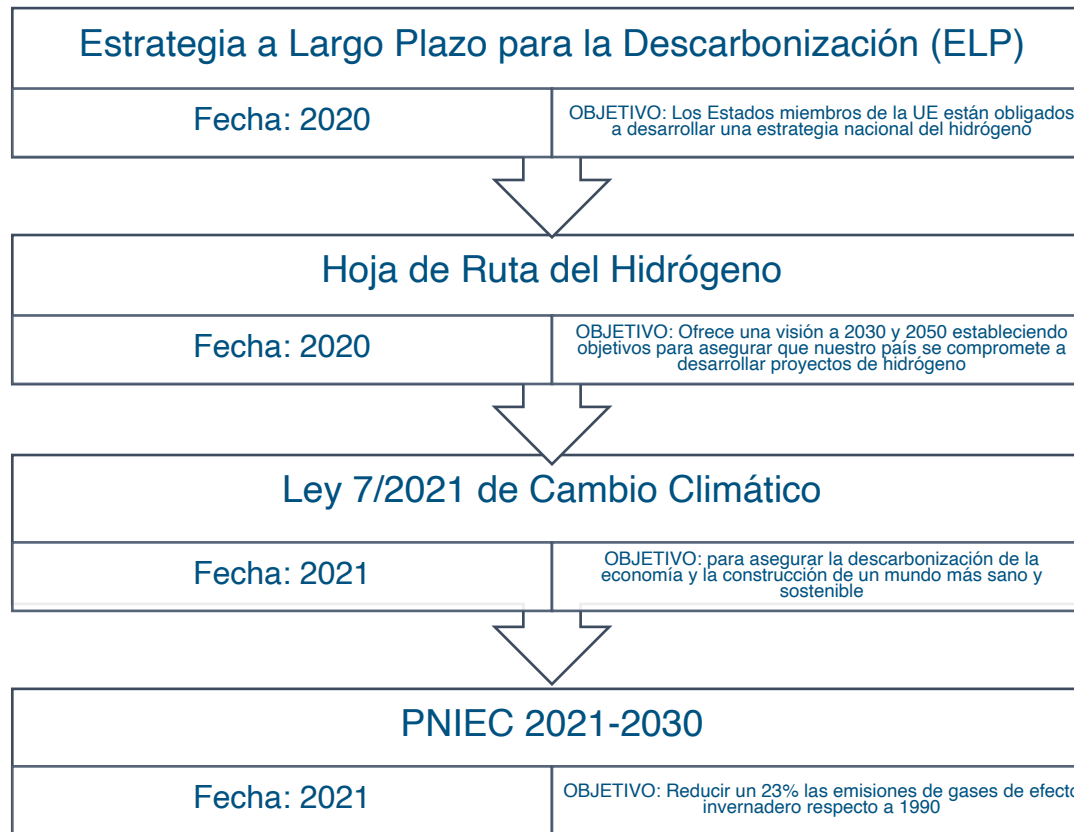 Estrategia a Largo Plazo para la Descarbonización (ELP)
Fecha: 2020
OBJETIVO: Los Estados miembros de la UE están obligados
a desarrollar una estrategia nacional del hidrógeno
Hoja de Ruta del Hidrógeno
Fecha: 2020
OBJETIVO: Ofrece una visión a 2030 y 2050 estableciendo
objetivos para asegurar que nuestro país se compromete a
desarrollar proyectos de hidrógeno
Ley 7/2021 de Cambio Climático
Fecha: 2021
OBJETIVO: para asegurar la descarbonización de la
economía y la construcción de un mundo más sano y
sostenible
PNIEC 2021-2030
Fecha: 2021
OBJETIVO: Reducir un 23% las emisiones de gases de efecto
invernadero respecto a 1990